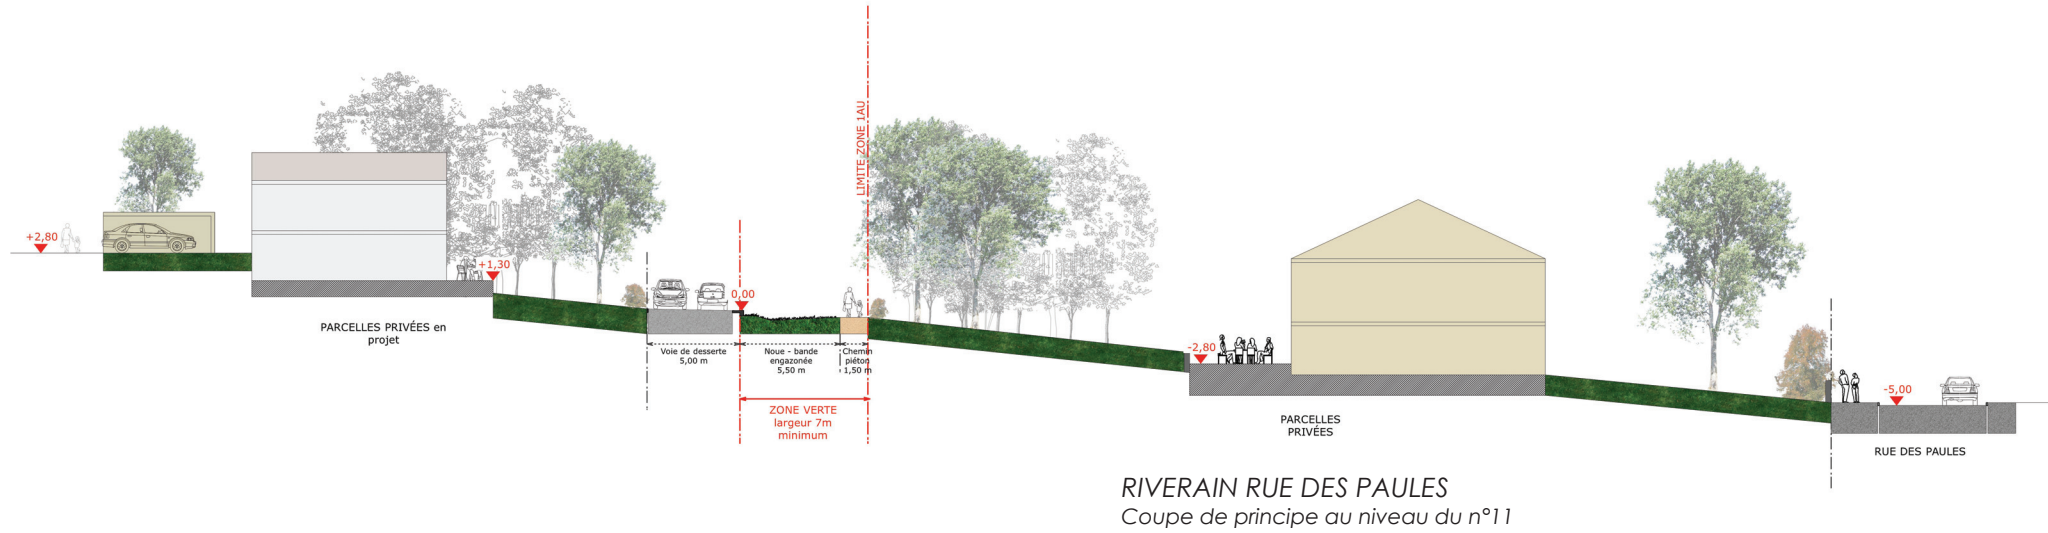 LIMITE ZONE 1AU
+2,80
+1,30
0,00
PARCELLES PRIVÉES en
projet
Voie de desserte
5,00 m
Noue - bande
engazonée
5,50 m
Chemin
piéton
1,50 m
ZONE VERTE
largeur 7m
minimum
-2,80
PARCELLES
PRIVÉES
-5,00
RUE DES PAULES
RIVERAIN RUE DES PAULES
Coupe de principe au niveau du n°11